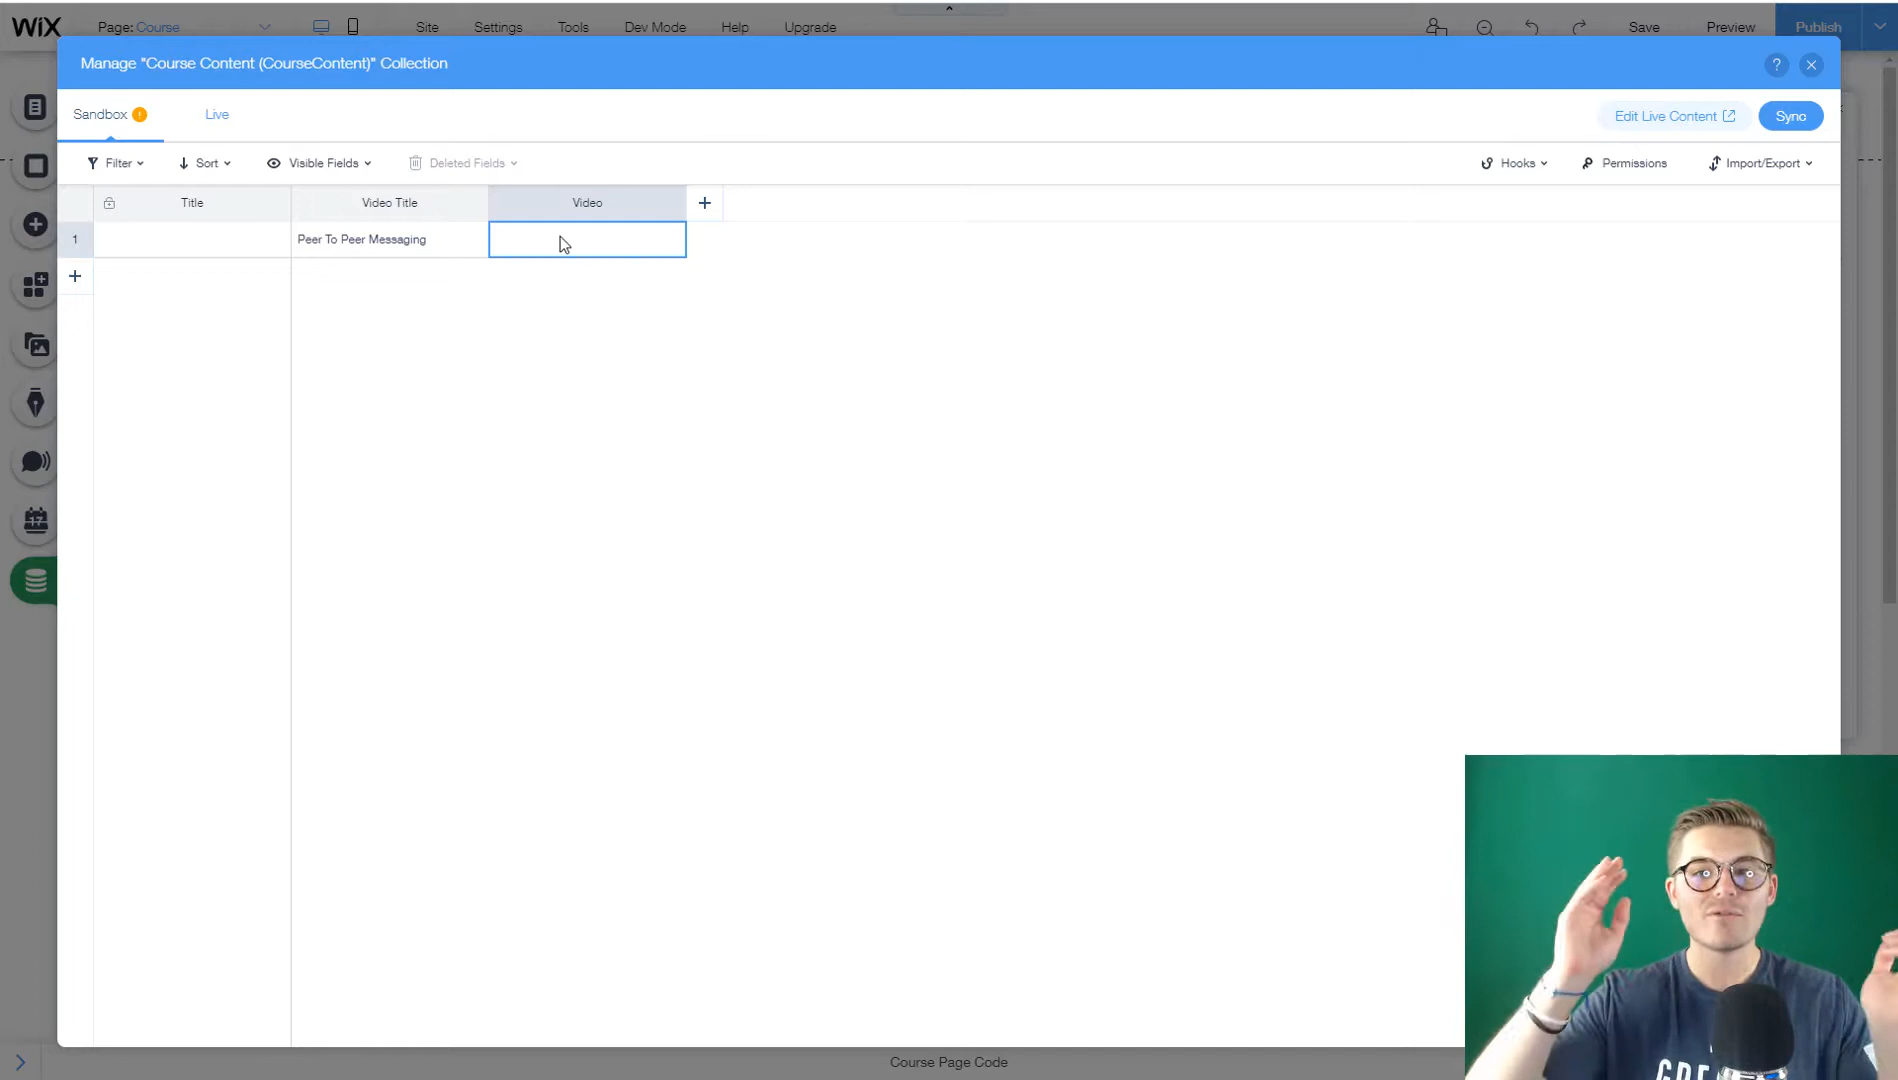 WiX Page: Course Site Settings Tools Dev Mode Help Upgrade Save Preview Publish
Manage "Course Content (CourseContent)" Collection ?
Sandbox ! Live Edit Live Content Sync
Filter Sort Visible Fields Deleted Fields Hooks Permissions Import/Export
Title Video Title Video +
1 Peer To Peer Messaging
+
17
Course Page Code